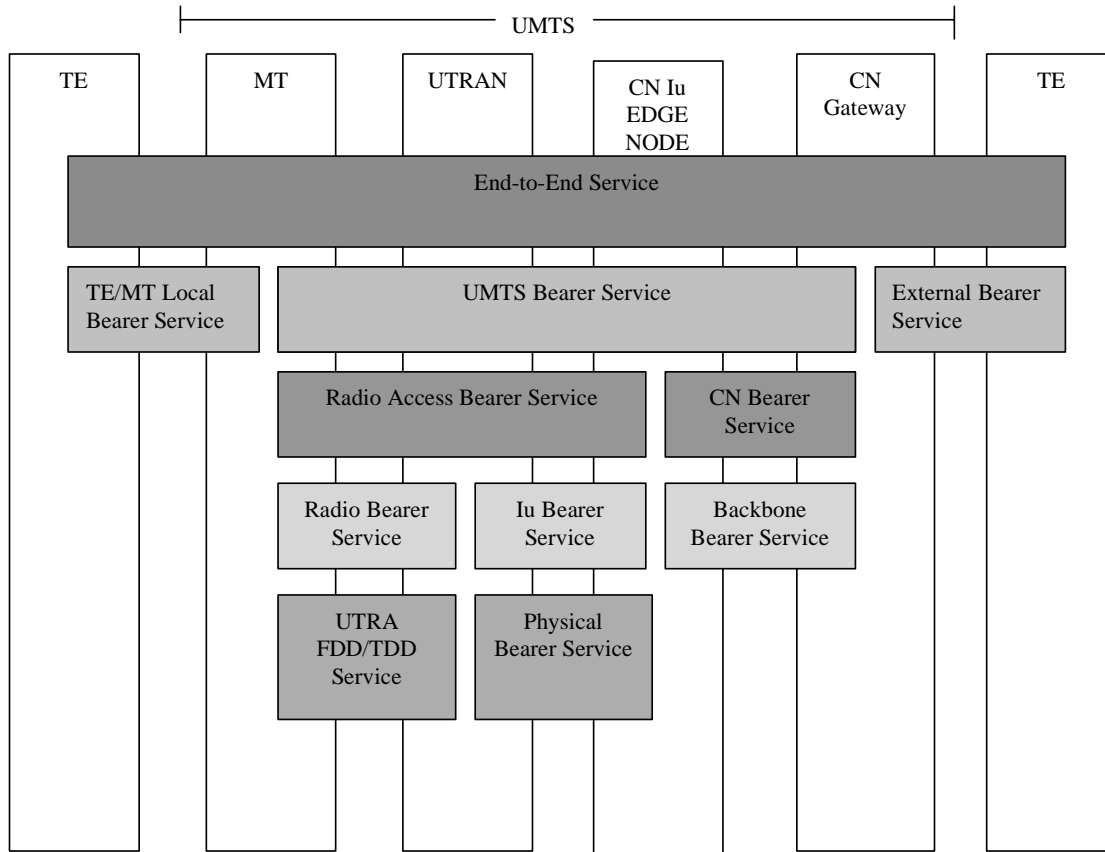 UMTS
TE
MT
UTRAN
CN Iu
EDGE
NODE
CN
Gateway
TE
End-to-End Service
TE/MT Local
Bearer Service
UMTS Bearer Service
External Bearer
Service
Radio Access Bearer Service
CN Bearer
Service
Radio Bearer
Service
Iu Bearer
Service
Backbone
Bearer Service
UTRA
FDD/TDD
Service
Physical
Bearer Service